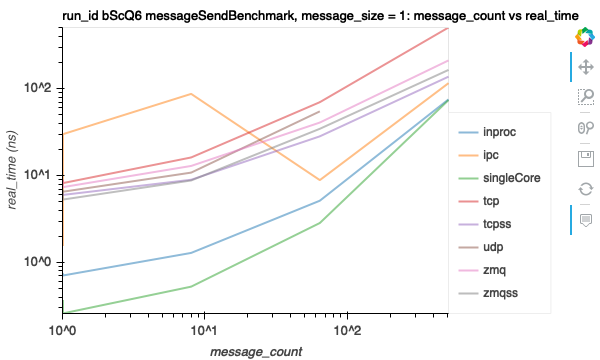 run_id bScQ6 messageSendBenchmark, message_size = 1: message_count vs real_time
10^2
10^1
10^0
real_time (ns)
10^0
10^1
10^2
message_count
inproc
ipc
singleCore
tcp
tcpss
udp
zmq
zmqss